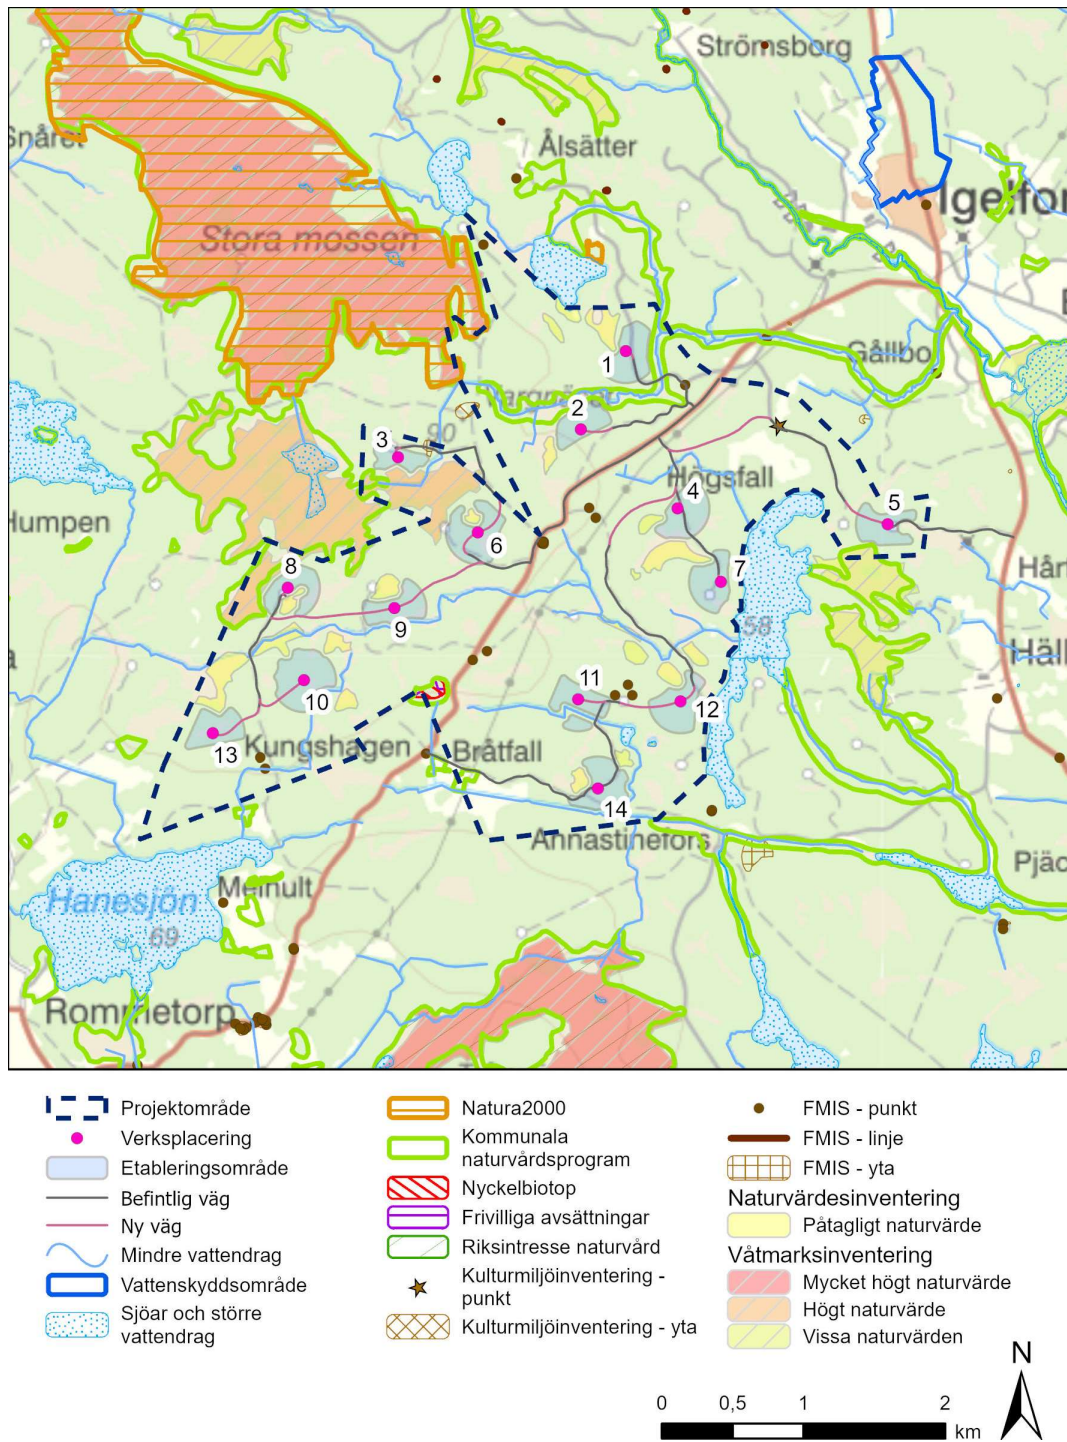 Strömsborg
Snåret
Ålsätter
Igelfor
Stora mossen
Gållbo
1
2
90
3
Högsfall
4
5
Humpen
6
8
7
9
58
Häll
11
10
12
13
Kungshagen
Bråtfall
14
Annastinefors
Pjäd
Melnult
Hanesjön
69
Rommetorp
Projektområde
Verksplacering
Etableringsområde
Befintlig väg
Ny väg
Mindre vattendrag
Vattenskyddsområde
Sjöar och större
vattendrag
Natura2000
Kommunala
naturvårdsprogram
Nyckelbiotop
Frivilliga avsättningar
Riksintresse naturvård
Kulturmiljöinventering -
punkt
Kulturmiljöinventering - yta
FMIS - punkt
FMIS - linje
FMIS - yta
Naturvärdesinventering
Påtagligt naturvärde
Våtmarksinventering
Mycket högt naturvärde
Högt naturvärde
Vissa naturvärden
N
0 0,5 1 2
km